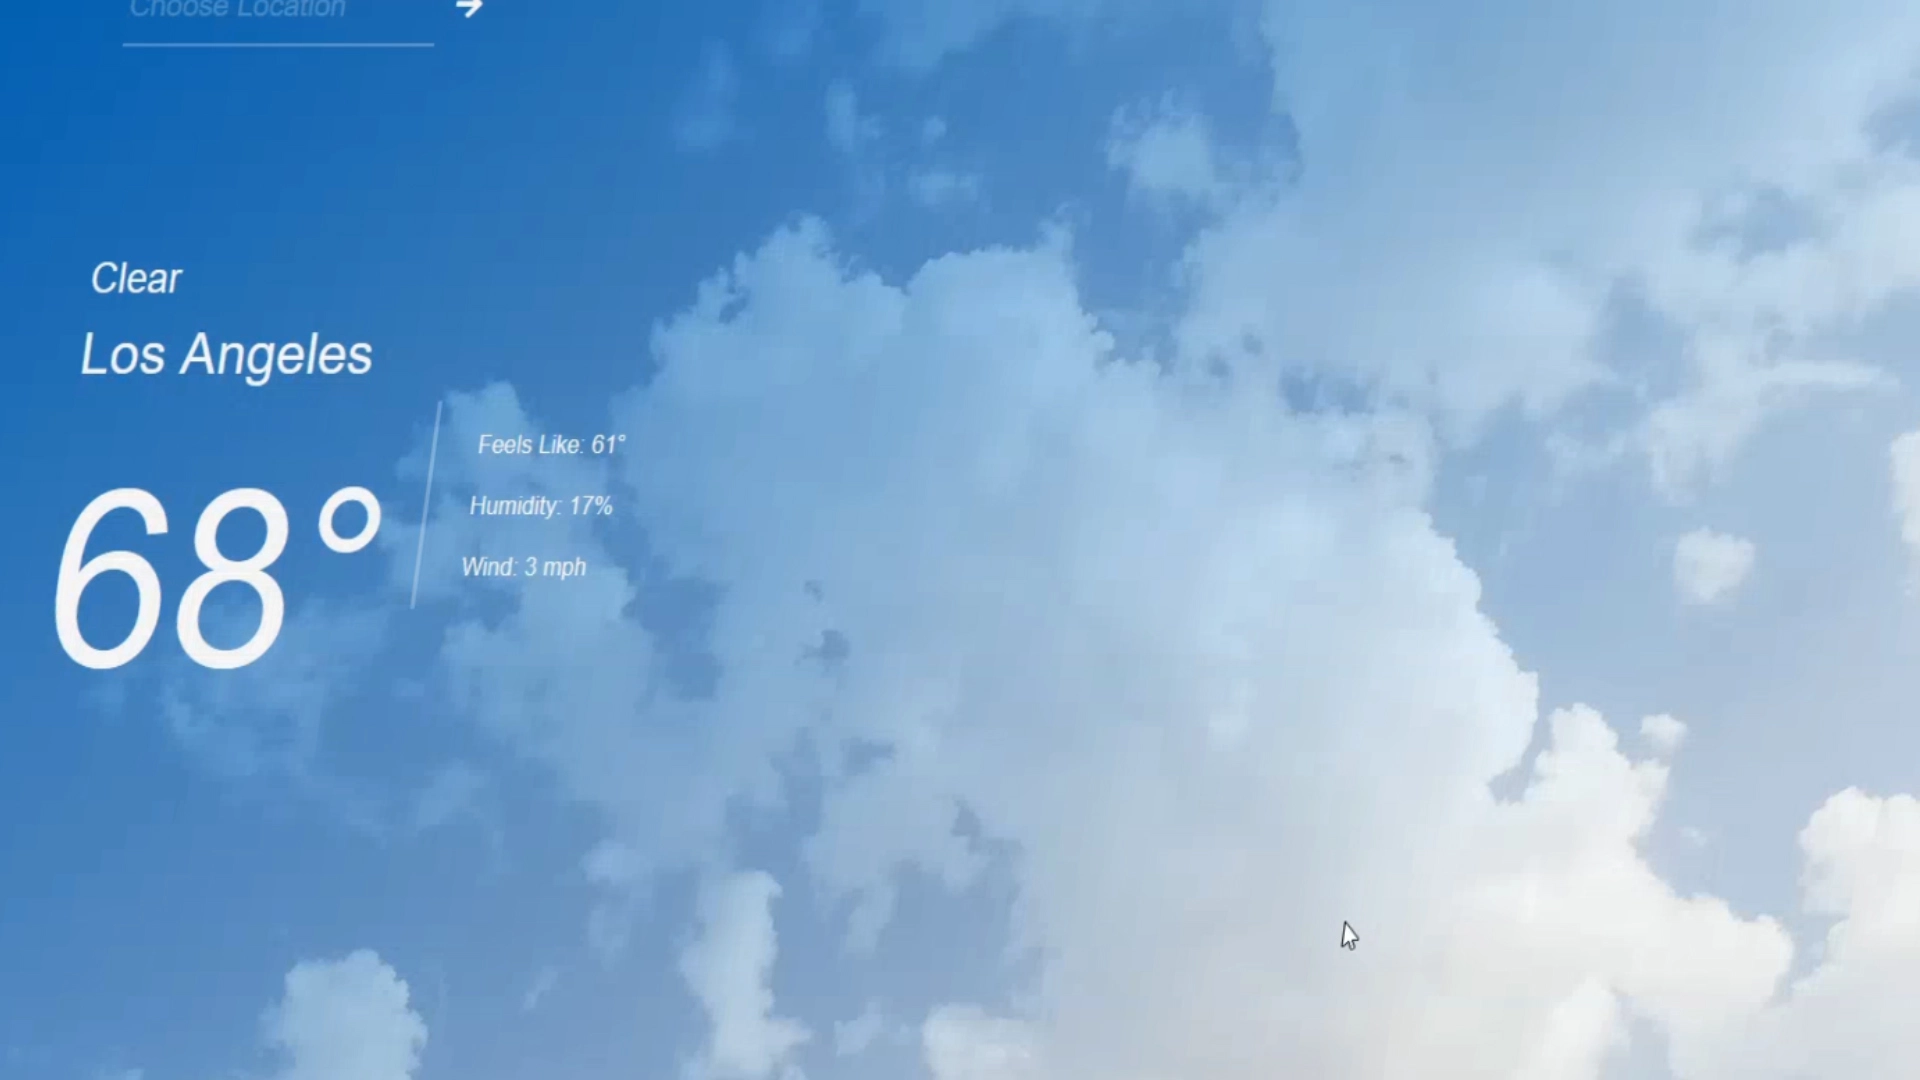 Choose Location
Clear
Los Angeles
68°
Feels Like: 61°
Humidity: 17%
Wind: 3 mph